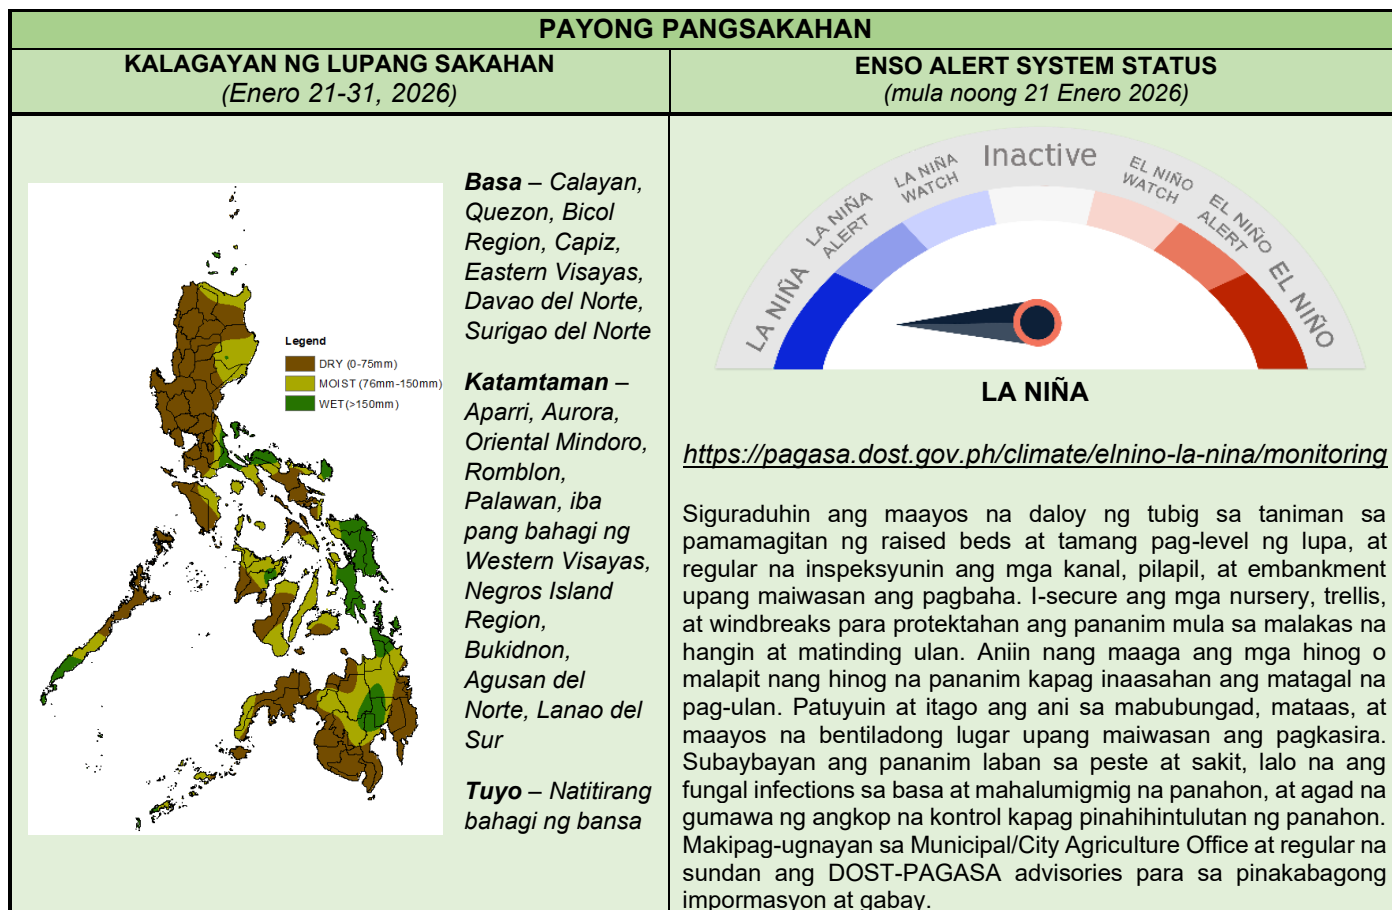 PAYONG PANGSAKAHAN
KALAGAYAN NG LUPANG SAKAHAN
(Enero 21-31, 2026)
ENSO ALERT SYSTEM STATUS
(mula noong 21 Enero 2026)
Legend
DRY (0-75mm)
MOIST (76mm-150mm)
WET(>150mm)
Basa – Calayan,
Quezon, Bicol
Region, Capiz,
Eastern Visayas,
Davao del Norte,
Surigao del Norte
Katamtaman –
Aparri, Aurora,
Oriental Mindoro,
Romblon,
Palawan, iba
pang bahagi ng
Western Visayas,
Negros Island
Region,
Bukidnon,
Agusan del
Norte, Lanao del
Sur
Tuyo – Natitirang
bahagi ng bansa
LA NIÑA
LA NIÑA
ALERT
LA NIÑA
WATCH
Inactive
EL NIÑO
WATCH
EL NIÑO
ALERT
EL NIÑO
LA NIÑA
https://pagasa.dost.gov.ph/climate/elnino-la-nina/monitoring
Siguraduhin ang maayos na daloy ng tubig sa taniman sa
pamamagitan ng raised beds at tamang pag-level ng lupa, at
regular na inspeksyunin ang mga kanal, pilapil, at embankment
upang maiwasan ang pagbaha. I-secure ang mga nursery, trellis,
at windbreaks para protektahan ang pananim mula sa malakas na
hangin at matinding ulan. Aniin nang maaga ang mga hinog o
malapit nang hinog na pananim kapag inaasahan ang matagal na
pag-ulan. Patuyuin at itago ang ani sa mabubungad, mataas, at
maayos na bentiladong lugar upang maiwasan ang pagkasira.
Subaybayan ang pananim laban sa peste at sakit, lalo na ang
fungal infections sa basa at mahalumigmig na panahon, at agad na
gumawa ng angkop na kontrol kapag pinahihintulutan ng panahon.
Makipag-ugnayan sa Municipal/City Agriculture Office at regular na
sundan ang DOST-PAGASA advisories para sa pinakabagong
impormasyon at gabay.